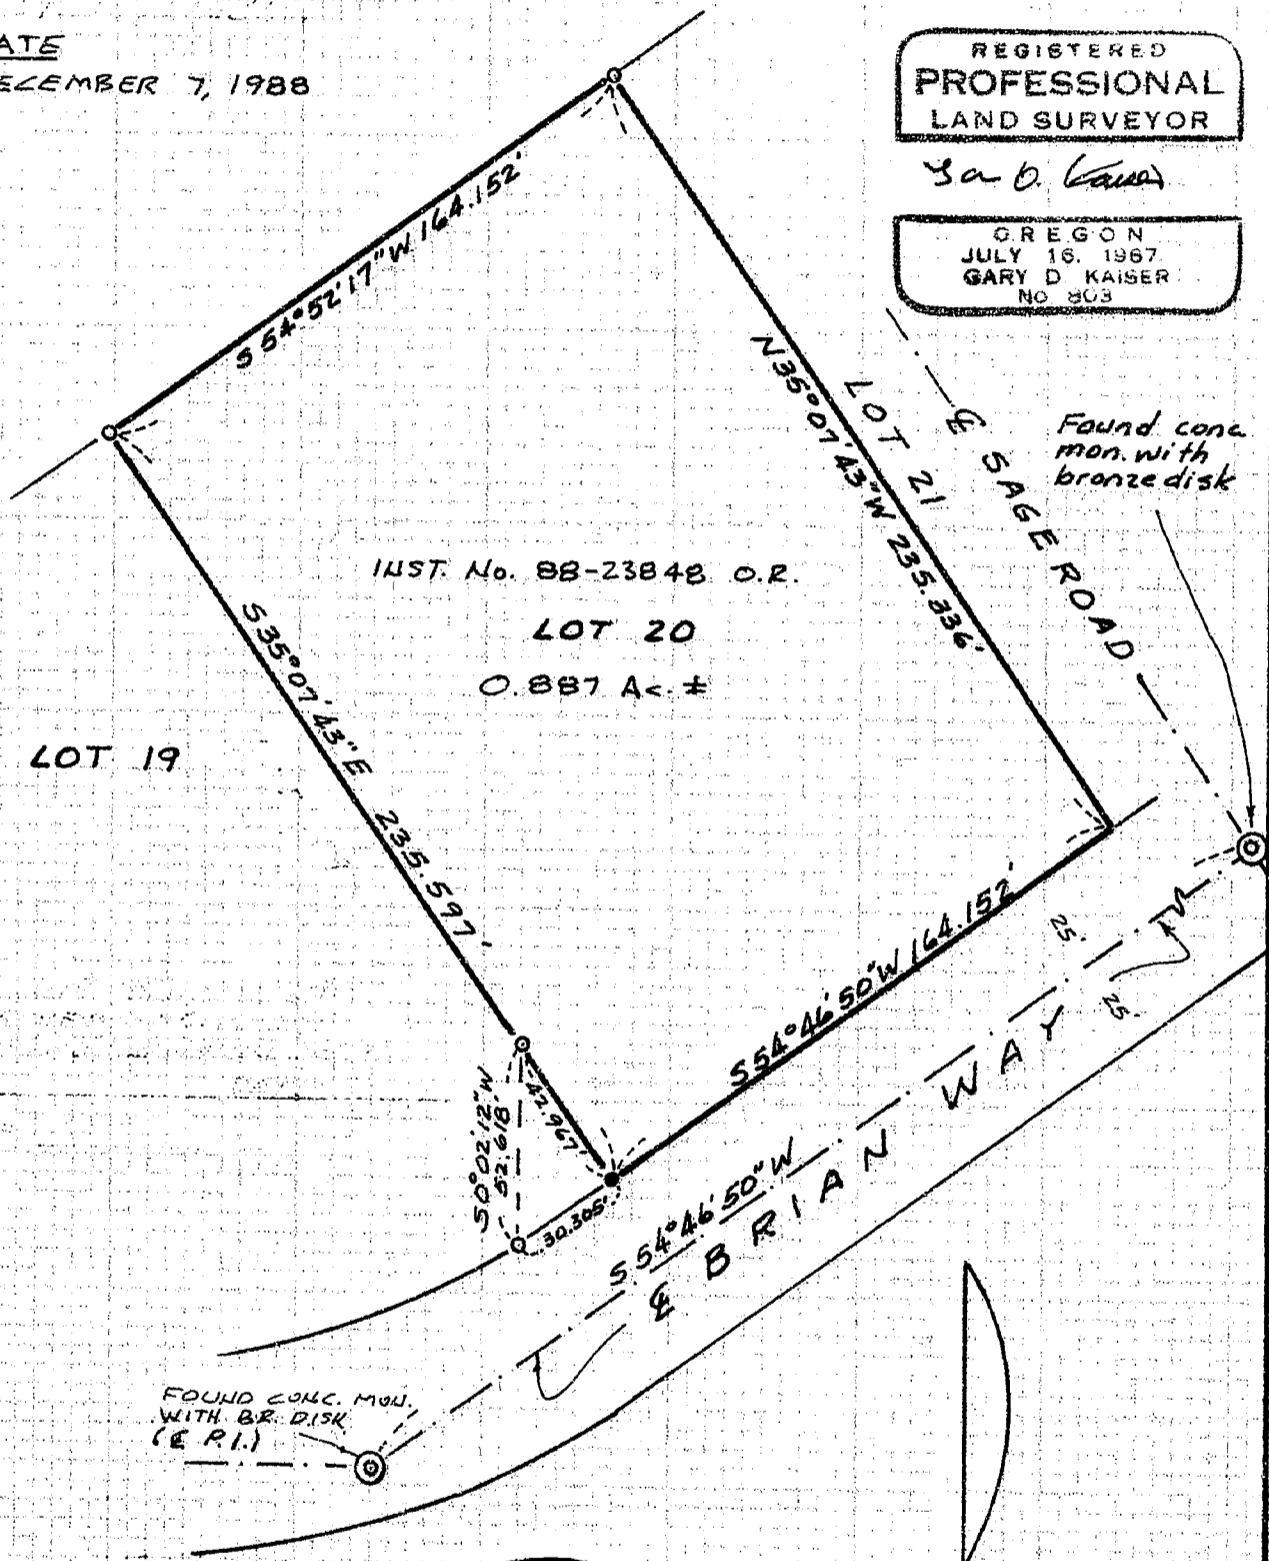 ATE
ECEMBER 7, 1988
REGISTERED
PROFESSIONAL
LAND SURVEYOR
OREGON
JULY 16, 1967
GARY D KAISER
NO 803
S 54°52'17"W 164.152'
N35°07'43"W 235.336'
LOT 21
℄ SAGE ROAD
Found conc
mon. with
bronze disk
INST. No. 88-23848 O.R.
LOT 20
0.887 Ac. ±
S35°07'43"E 235.597'
LOT 19
S54°46'50"W 164.152'
25'
25'
S0°02'12"W
52.618'
42.967'
30.305'
S 54°46'50"W
℄ BRIAN WAY
FOUND CONC. MON.
WITH BR. DISK
(℄ P.I.)